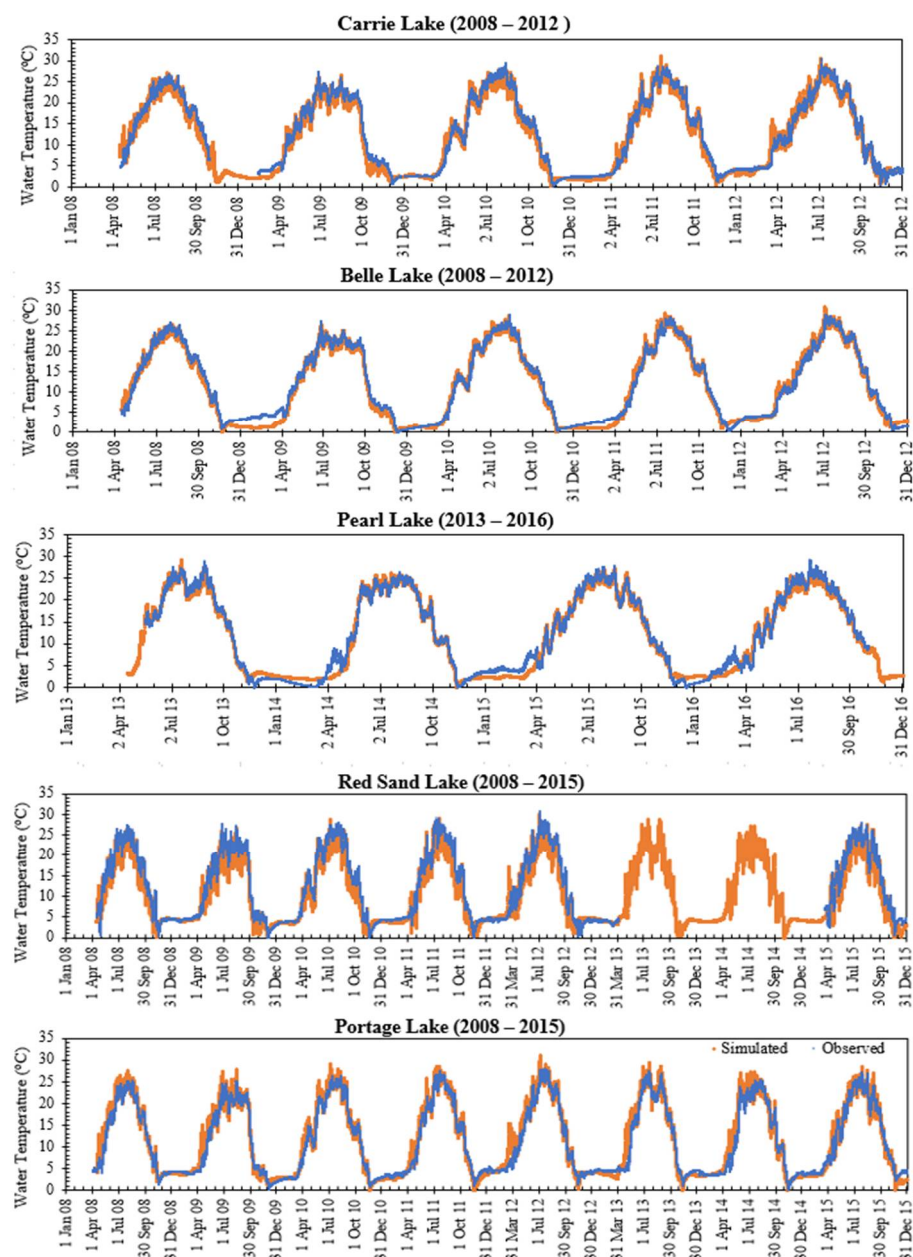 Carrie Lake (2008 – 2012 )
Water Temperature (ºC)
35
30
25
20
15
10
5
0
1 Jan 08
1 Apr 08
1 Jul 08
30 Sep 08
31 Dec 08
1 Apr 09
1 Jul 09
1 Oct 09
31 Dec 09
1 Apr 10
2 Jul 10
1 Oct 10
31 Dec 10
2 Apr 11
2 Jul 11
1 Oct 11
1 Jan 12
1 Apr 12
1 Jul 12
30 Sep 12
31 Dec 12
Belle Lake (2008 – 2012)
Water Temperature (ºC)
35
30
25
20
15
10
5
0
1 Jan 08
1 Apr 08
1 Jul 08
30 Sep 08
31 Dec 08
1 Apr 09
1 Jul 09
1 Oct 09
31 Dec 09
1 Apr 10
2 Jul 10
1 Oct 10
31 Dec 10
2 Apr 11
2 Jul 11
1 Oct 11
1 Jan 12
1 Apr 12
1 Jul 12
30 Sep 12
31 Dec 12
Pearl Lake (2013 – 2016)
Water Temperature (ºC)
35
30
25
20
15
10
5
0
1 Jan 13
2 Apr 13
2 Jul 13
1 Oct 13
1 Jan 14
2 Apr 14
2 Jul 14
1 Oct 14
1 Jan 15
2 Apr 15
2 Jul 15
1 Oct 15
1 Jan 16
1 Apr 16
1 Jul 16
30 Sep 16
31 Dec 16
Red Sand Lake (2008 – 2015)
Water Temperature (ºC)
35
30
25
20
15
10
5
0
1 Jan 08
1 Apr 08
1 Jul 08
30 Sep 08
31 Dec 08
1 Apr 09
1 Jul 09
30 Sep 09
31 Dec 09
1 Apr 10
1 Jul 10
1 Oct 10
31 Dec 10
1 Apr 11
1 Jul 11
1 Oct 11
31 Dec 11
31 Mar 12
1 Jul 12
30 Sep 12
30 Dec 12
31 Mar 13
1 Jul 13
30 Sep 13
31 Dec 13
1 Apr 14
1 Jul 14
30 Sep 14
30 Dec 14
1 Apr 15
1 Jul 15
30 Sep 15
31 Dec 15
Portage Lake (2008 – 2015)
Simulated
Observed
Water Temperature (ºC)
35
30
25
20
15
10
5
0
1 Jan 08
1 Apr 08
1 Jul 08
30 Sep 08
31 Dec 08
1 Apr 09
1 Jul 09
30 Sep 09
31 Dec 09
1 Apr 10
1 Jul 10
1 Oct 10
31 Dec 10
1 Apr 11
1 Jul 11
1 Oct 11
31 Dec 11
31 Mar 12
1 Jul 12
30 Sep 12
30 Dec 12
31 Mar 13
1 Jul 13
30 Sep 13
31 Dec 13
1 Apr 14
1 Jul 14
30 Sep 14
31 Dec 14
1 Apr 15
1 Jul 15
30 Sep 15
31 Dec 15